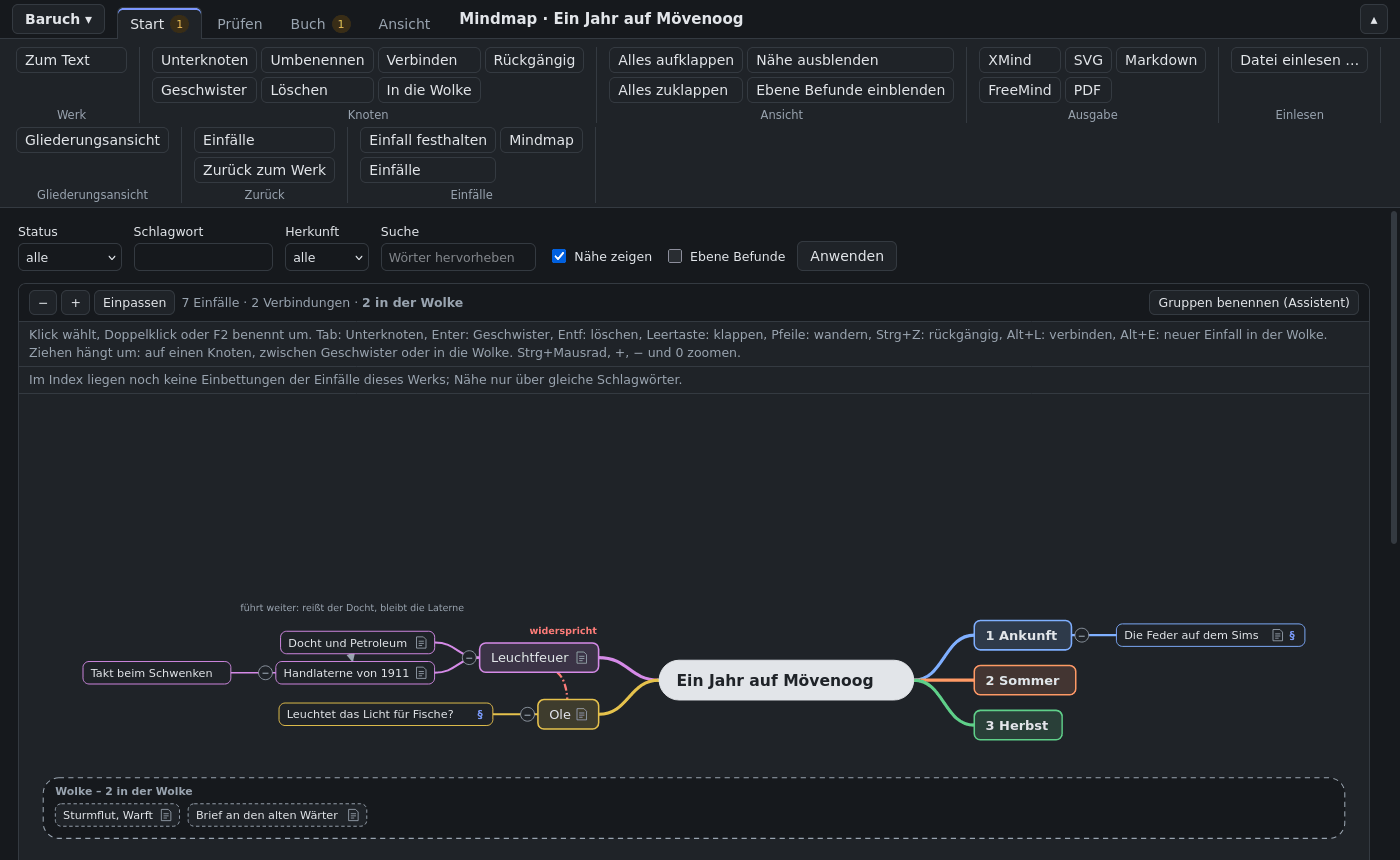 Baruch ▾ Start 1 Prüfen Buch 1 Ansicht Mindmap · Ein Jahr auf Mövenoog ▴
Zum Text Unterknoten Umbenennen Verbinden Rückgängig Alles aufklappen Nähe ausblenden XMind SVG Markdown Datei einlesen …
Geschwister Löschen In die Wolke Alles zuklappen Ebene Befunde einblenden FreeMind PDF
Werk Knoten Ansicht Ausgabe Einlesen
Gliederungsansicht Einfälle Einfall festhalten Mindmap
Zurück zum Werk Einfälle
Gliederungsansicht Zurück Einfälle
Status Schlagwort Herkunft Suche
alle alle Wörter hervorheben Nähe zeigen Ebene Befunde Anwenden
− + Einpassen 7 Einfälle · 2 Verbindungen · 2 in der Wolke Gruppen benennen (Assistent)
Klick wählt, Doppelklick oder F2 benennt um. Tab: Unterknoten, Enter: Geschwister, Entf: löschen, Leertaste: klappen, Pfeile: wandern, Strg+Z: rückgängig, Alt+L: verbinden, Alt+E: neuer Einfall in der Wolke.
Ziehen hängt um: auf einen Knoten, zwischen Geschwister oder in die Wolke. Strg+Mausrad, +, − und 0 zoomen.
Im Index liegen noch keine Einbettungen der Einfälle dieses Werks; Nähe nur über gleiche Schlagwörter.
führt weiter: reißt der Docht, bleibt die Laterne
widerspricht
Docht und Petroleum
Leuchtfeuer
Takt beim Schwenken
Handlaterne von 1911
Leuchtet das Licht für Fische? §
Ole
Ein Jahr auf Mövenoog
1 Ankunft
Die Feder auf dem Sims §
2 Sommer
3 Herbst
Wolke – 2 in der Wolke
Sturmflut, Warft Brief an den alten Wärter